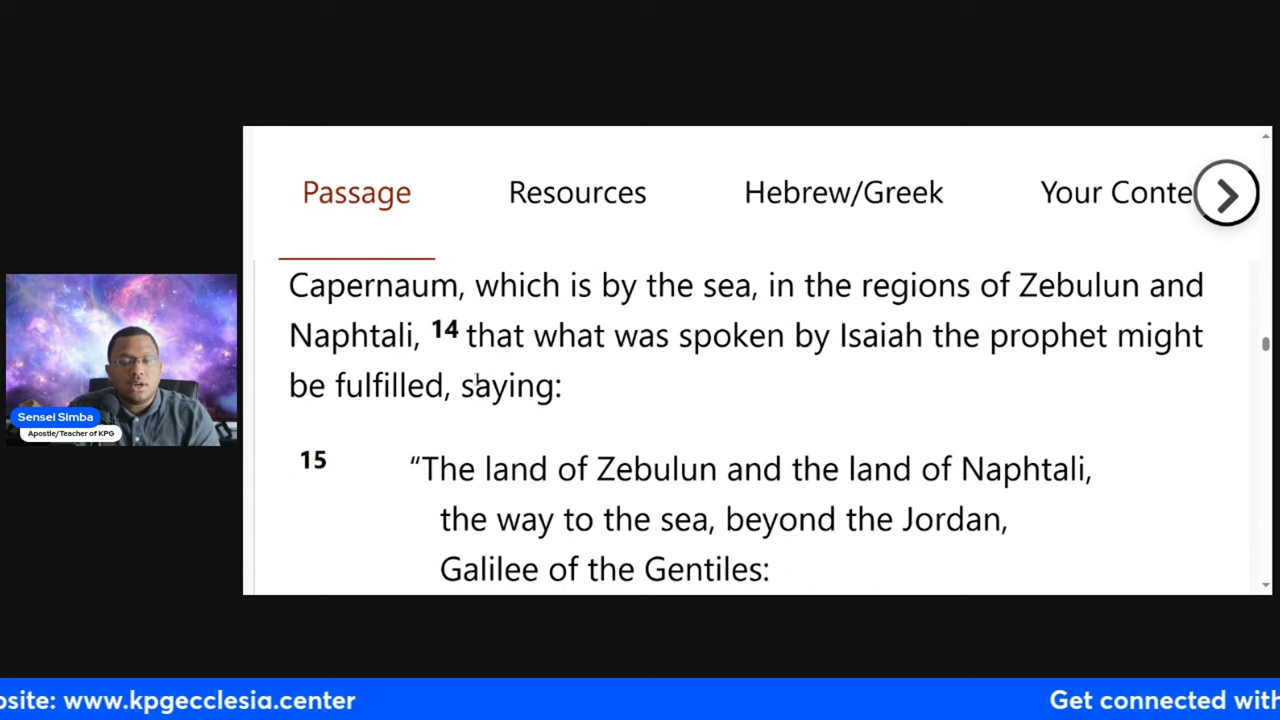 Passage Resources Hebrew/Greek Your Conte
Capernaum, which is by the sea, in the regions of Zebulun and
Naphtali, 14 that what was spoken by Isaiah the prophet might
be fulfilled, saying:
15 “The land of Zebulun and the land of Naphtali,
the way to the sea, beyond the Jordan,
Galilee of the Gentiles:
Sensei Simba
Apostle/Teacher of KPG
osite: www.kpgecclesia.center Get connected with